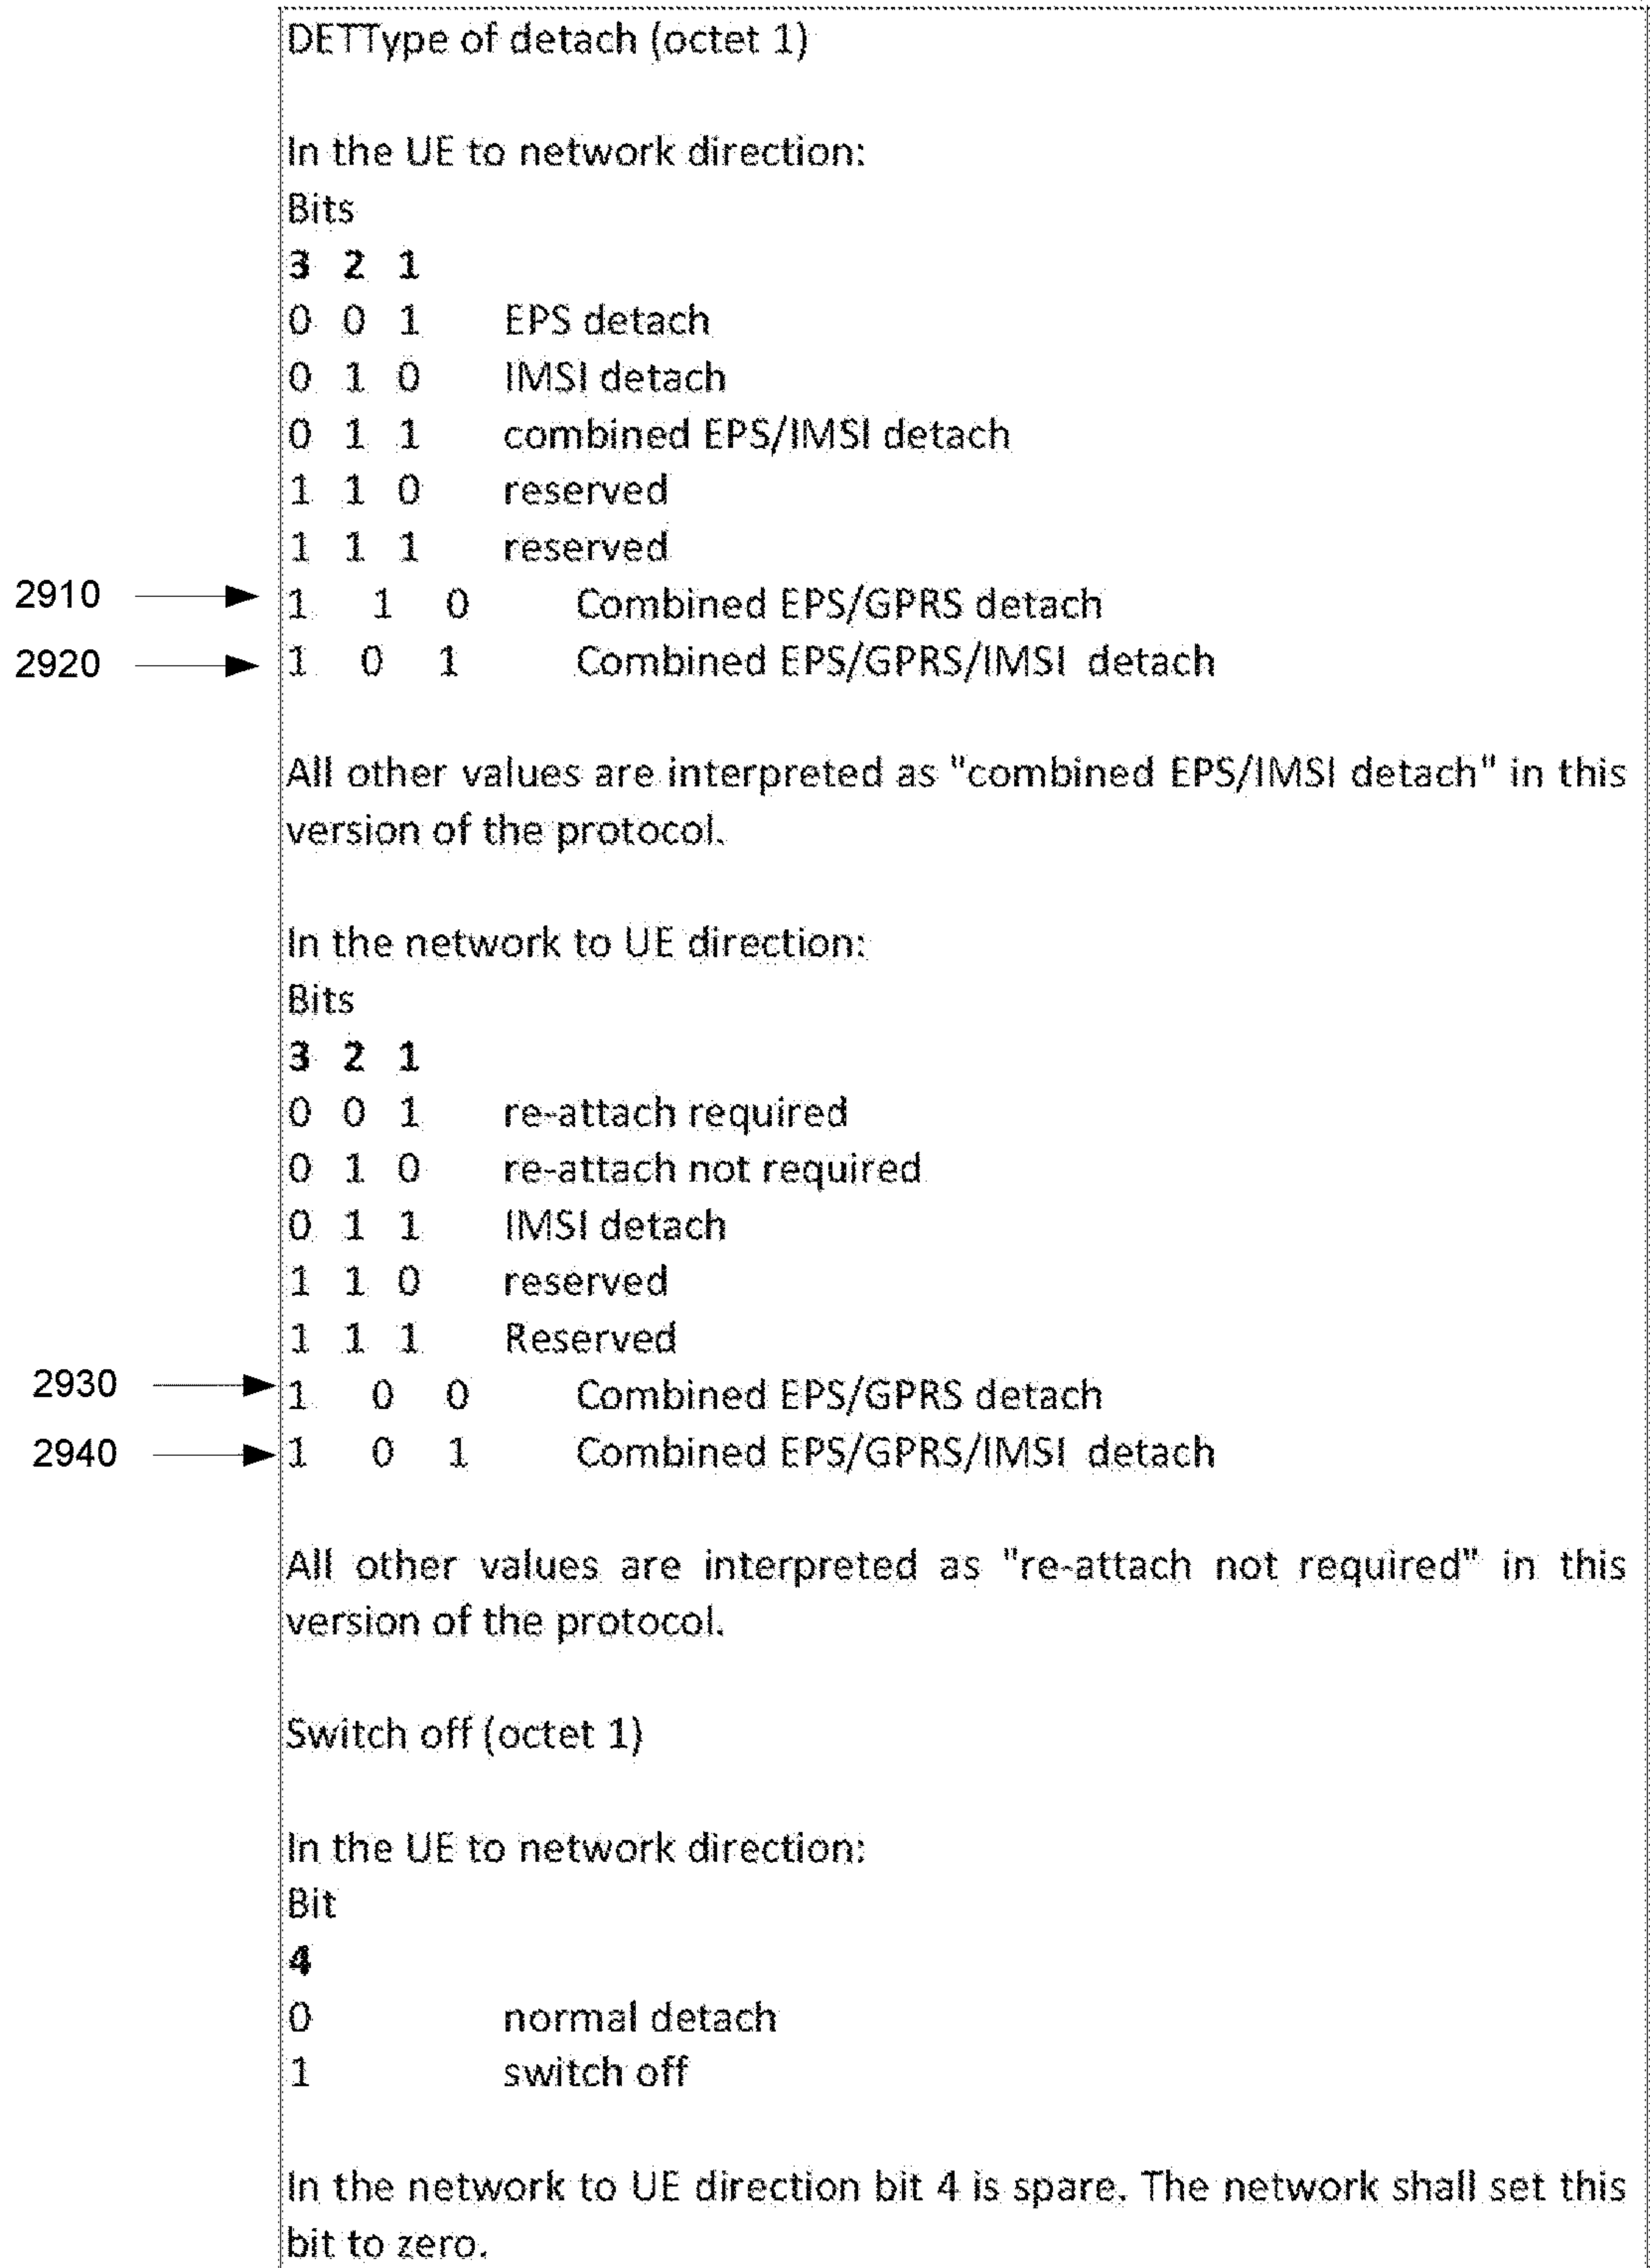 DETType of detach (octet 1)
In the UE to network direction:
Bits
3 2 1
0 0 1 EPS detach
0 1 0 IMSI detach
0 1 1 combined EPS/IMSI detach
1 1 0 reserved
1 1 1 reserved
2910 1 1 0 Combined EPS/GPRS detach
2920 1 0 1 Combined EPS/GPRS/IMSI detach
All other values are interpreted as "combined EPS/IMSI detach" in this
version of the protocol.
In the network to UE direction:
Bits
3 2 1
0 0 1 re-attach required
0 1 0 re-attach not required
0 1 1 IMSI detach
1 1 0 reserved
1 1 1 Reserved
2930 1 0 0 Combined EPS/GPRS detach
2940 1 0 1 Combined EPS/GPRS/IMSI detach
All other values are interpreted as "re-attach not required" in this
version of the protocol.
Switch off (octet 1)
In the UE to network direction:
Bit
4
0 normal detach
1 switch off
In the network to UE direction bit 4 is spare. The network shall set this
bit to zero.